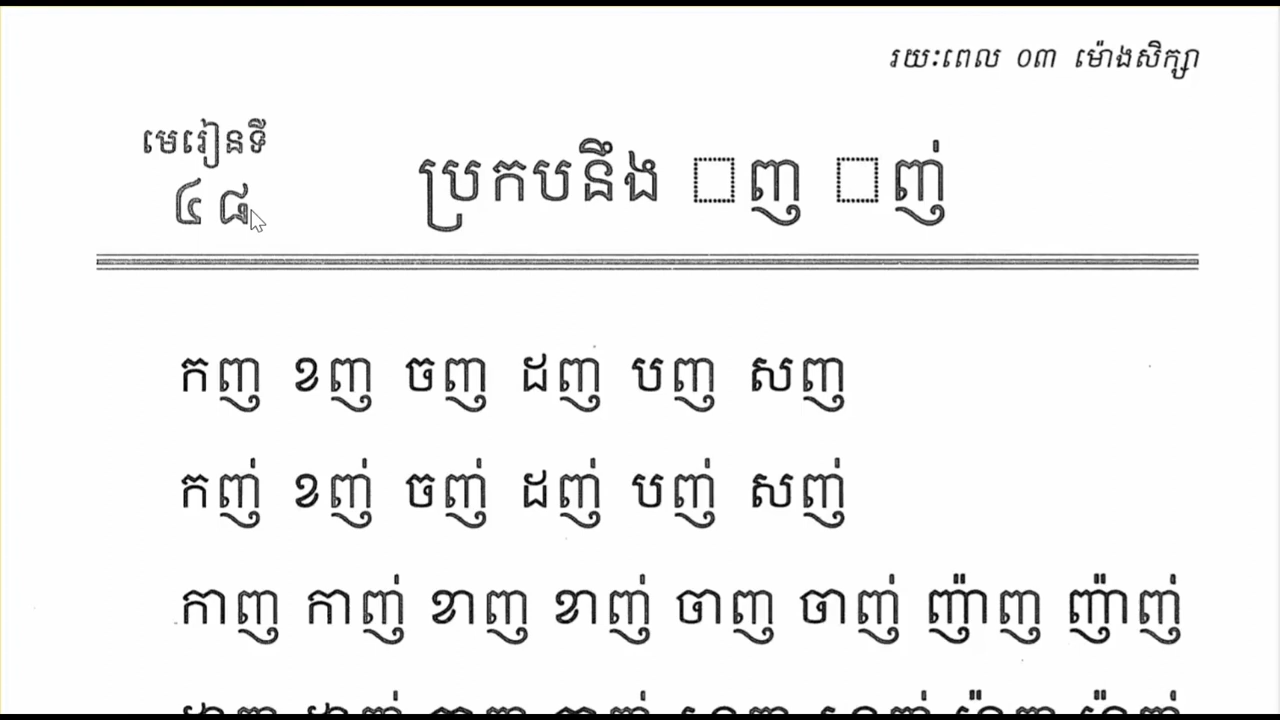 រយៈពេល ០៣ ម៉ោងសិក្សា
មេរៀនទី
៤៨
ប្រកបនឹង □ញ □ញ់
កញ ខញ ចញ ដញ បញ សញ
កញ់ ខញ់ ចញ់ ដញ់ បញ់ សញ់
កាញ កាញ់ ខាញ ខាញ់ ចាញ ចាញ់ ញ៉ាញ ញ៉ាញ់